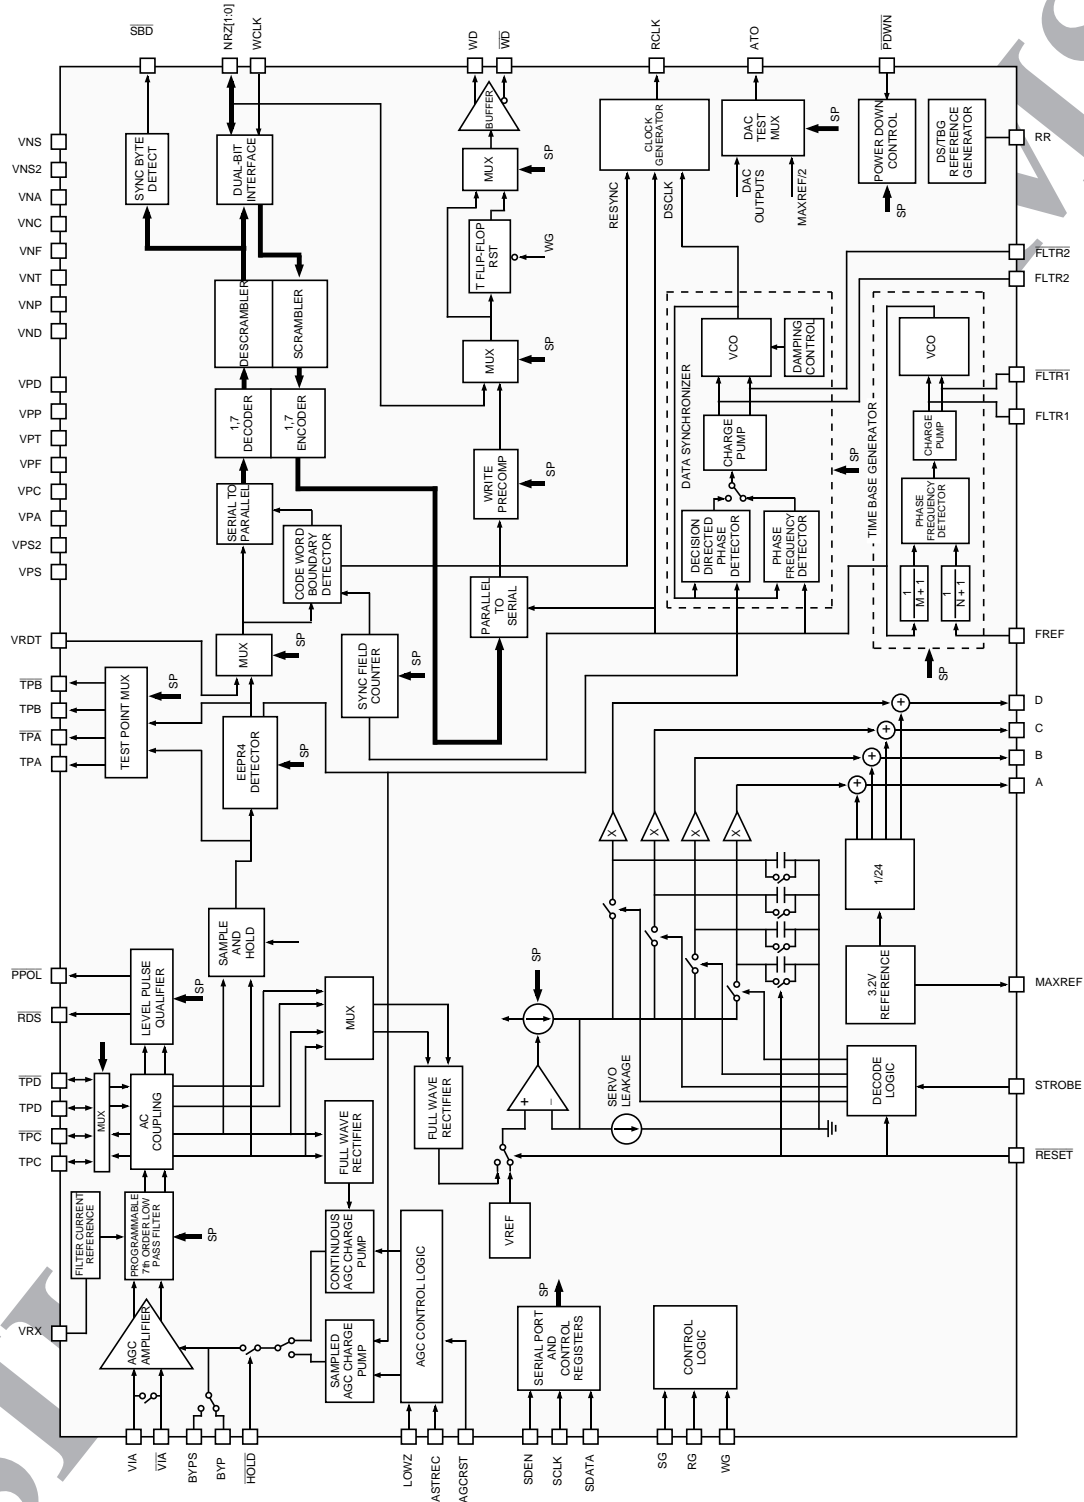 SBD
NRZ[1:0]
WCLK
WD
WD
RCLK
ATO
PDWN
VNS
VNS2
VNA
VNC
VNF
VNT
VNP
VND
VPD
VPP
VPT
VPF
VPC
VPA
VPS2
VPS
VRDT
TPB
TPB
TPA
TPA
PPOL
RDS
TPD
TPD
TPC
TPC
VRX
SYNC BYTE
DETECT
DUAL-BIT
INTERFACE
BUFFER
MUX
SP
T FLIP-FLOP
RST
WG
MUX
SP
CLOCK
GENERATOR
RESYNC
DSCLK
DAC
TEST
MUX
SP
DAC
OUTPUTS
MAXREF/2
POWER DOWN
CONTROL
SP
DS/TBG
REFERENCE
GENERATOR
RR
FLTR2
FLTR2
FLTR1
FLTR1
FREF
DESCRAMBLER
SCRAMBLER
1,7
DECODER
1,7
ENCODER
SERIAL TO
PARALLEL
CODE WORD
BOUNDARY
DETECTOR
WRITE
PRECOMP
SP
PARALLEL
TO
SERIAL
DATA SYNCHRONIZER
VCO
DAMPING
CONTROL
CHARGE
PUMP
DECISION
DIRECTED
PHASE
DETECTOR
PHASE
FREQUENCY
DETECTOR
SP
TIME BASE GENERATOR
VCO
CHARGE
PUMP
PHASE
FREQUENCY
DETECTOR
1
M + 1
1
N + 1
SP
MUX
SP
SYNC FIELD
COUNTER
SP
TEST POINT MUX
SP
EEPR4
DETECTOR
SP
D
C
B
A
+
+
+
+
X
X
X
X
1/24
3.2V
REFERENCE
MAXREF
DECODE
LOGIC
STROBE
RESET
SAMPLE
AND
HOLD
LEVEL PULSE
QUALIFIER
SP
MUX
AC
COUPLING
MUX
FULL WAVE
RECTIFIER
FULL WAVE
RECTIFIER
SP
+
–
SERVO
LEAKAGE
VREF
FILTER CURRENT
REFERENCE
PROGRAMMABLE
7th ORDER LOW
PASS FILTER
SP
CONTINUOUS
AGC CHARGE
PUMP
SAMPLED
AGC CHARGE
PUMP
AGC CONTROL LOGIC
AGC
AMPLIFIER
SERIAL PORT
AND
CONTROL
REGISTERS
SP
CONTROL
LOGIC
VIA
VIA
BYPS
BYP
HOLD
LOWZ
ASTREC
AGCRST
SDEN
SCLK
SDATA
SG
RG
WG